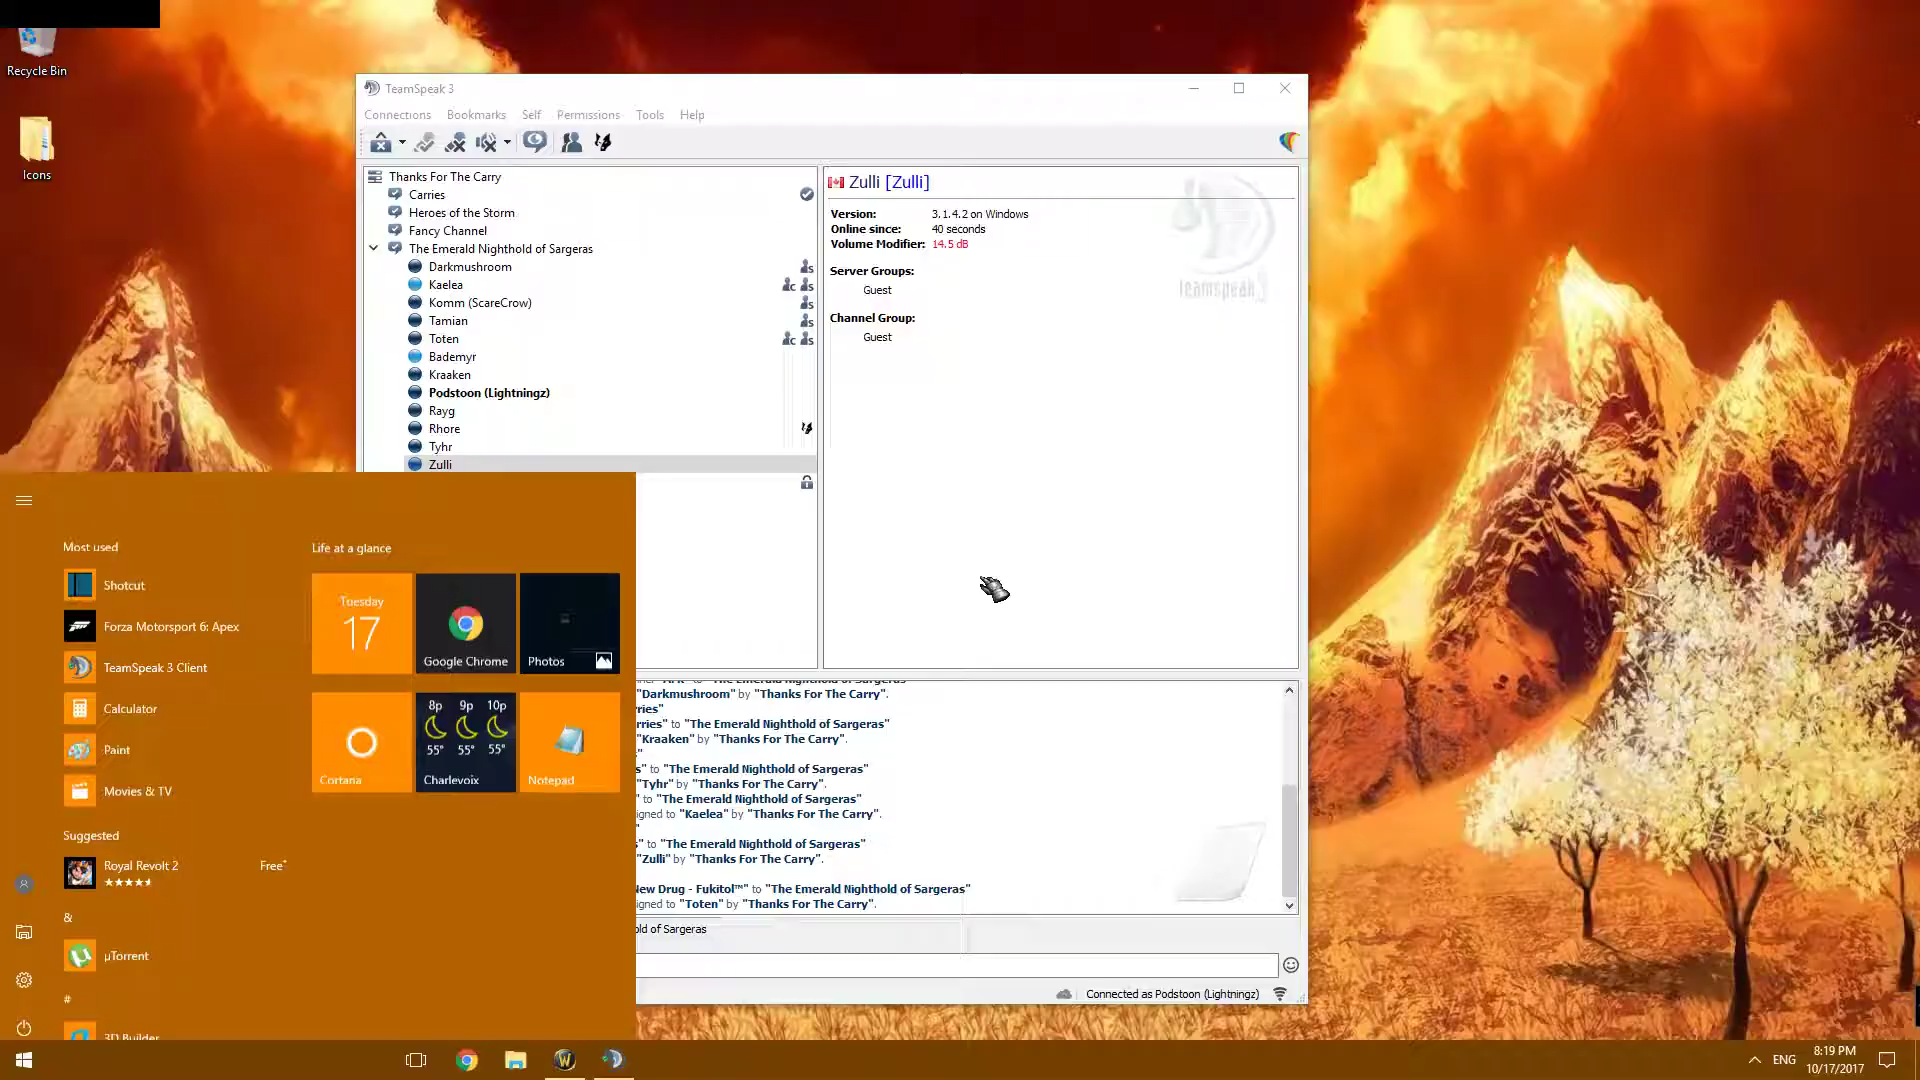 Recycle Bin
Icons
TeamSpeak 3
Connections Bookmarks Self Permissions Tools Help
Thanks For The Carry
Carries
Heroes of the Storm
Fancy Channel
The Emerald Nighthold of Sargeras
Darkmushroom
Kaelea
Komm (ScareCrow)
Tamian
Toten
Bademyr
Kraaken
Podstoon (Lightningz)
Rayg
Rhore
Tyhr
Zulli
Zulli [Zulli]
Version: 3.1.4.2 on Windows
Online since: 40 seconds
Volume Modifier: 14.5 dB
Server Groups:
Guest
Channel Group:
Guest
teamspeak 3
"Darkmushroom" by "Thanks For The Carry".
rries"
rries" to "The Emerald Nighthold of Sargeras"
"Kraaken" by "Thanks For The Carry".
"
s" to "The Emerald Nighthold of Sargeras"
"Tyhr" by "Thanks For The Carry".
" to "The Emerald Nighthold of Sargeras"
igned to "Kaelea" by "Thanks For The Carry".
"
" to "The Emerald Nighthold of Sargeras"
"Zulli" by "Thanks For The Carry".
New Drug - Fukitol™" to "The Emerald Nighthold of Sargeras"
igned to "Toten" by "Thanks For The Carry".
old of Sargeras
Connected as Podstoon (Lightningz)
Most used
Shotcut
Forza Motorsport 6: Apex
TeamSpeak 3 Client
Calculator
Paint
Movies & TV
Suggested
Royal Revolt 2 Free*
&
µTorrent
#
3D Builder
Life at a glance
Tuesday
17
Google Chrome
Photos
Cortana
8p 9p 10p
55° 55° 55°
Charlevoix
Notepad
ENG
8:19 PM
10/17/2017